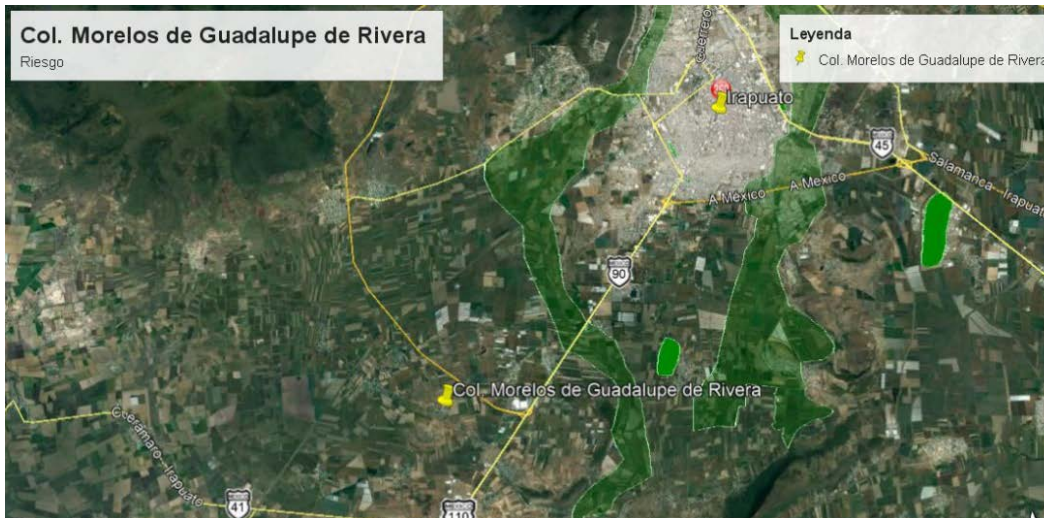 Col. Morelos de Guadalupe de Rivera
Riesgo
Leyenda
Col. Morelos de Guadalupe de Rivera
Guerrero
Irapuato
45
Salamanca - Irapuato
A Mexico
A Mexico
90
Col. Morelos de Guadalupe de Rivera
Irapuato
41
110